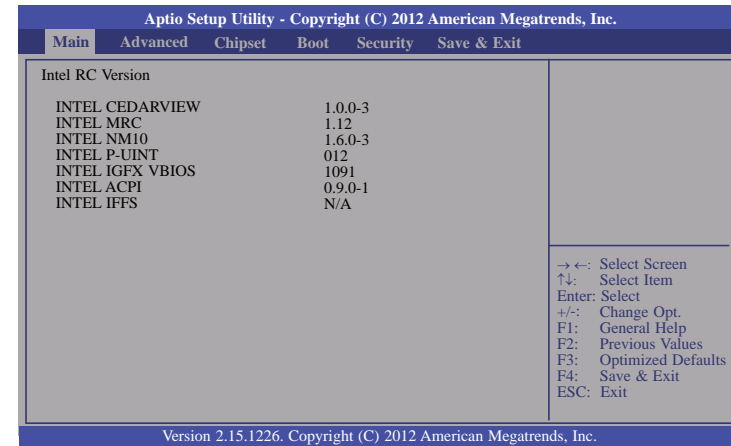 Aptio Setup Utility - Copyright (C) 2012 American Megatrends, Inc.
Main Advanced Chipset Boot Security Save & Exit
Intel RC Version
INTEL CEDARVIEW 1.0.0-3
INTEL MRC 1.12
INTEL NM10 1.6.0-3
INTEL P-UINT 012
INTEL IGFX VBIOS 1091
INTEL ACPI 0.9.0-1
INTEL IFFS N/A
→ ←: Select Screen
↑↓: Select Item
Enter: Select
+/-: Change Opt.
F1: General Help
F2: Previous Values
F3: Optimized Defaults
F4: Save & Exit
ESC: Exit
Version 2.15.1226. Copyright (C) 2012 American Megatrends, Inc.